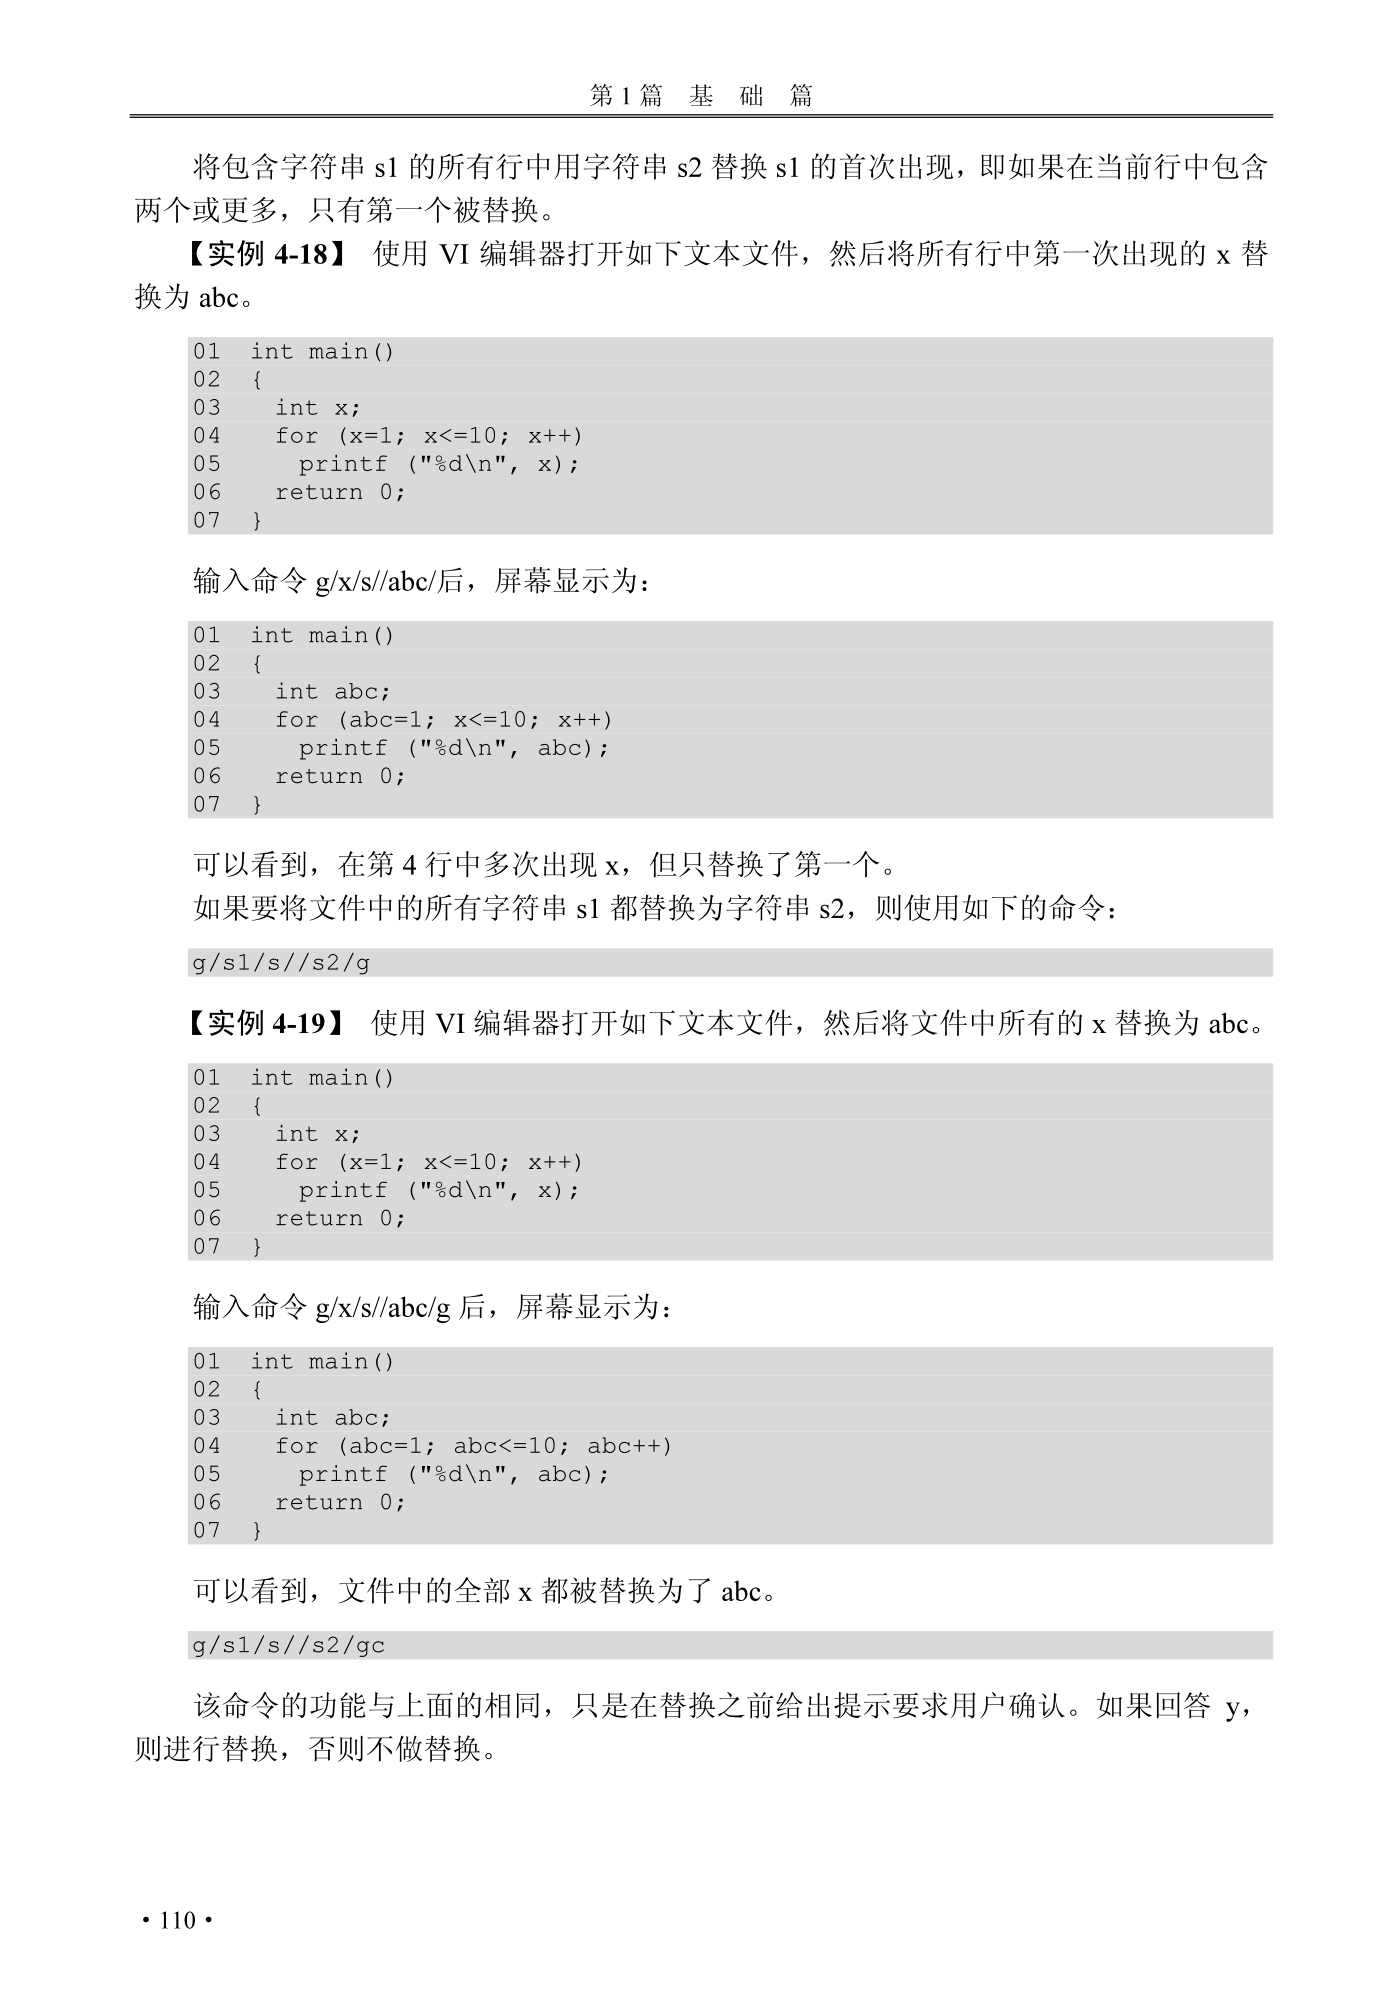 第 1 篇　基　础　篇
将包含字符串 s1 的所有行中用字符串 s2 替换 s1 的首次出现，即如果在当前行中包含
两个或更多，只有第一个被替换。
【实例 4-18】 使用 VI 编辑器打开如下文本文件，然后将所有行中第一次出现的 x 替
换为 abc。
01  int main()
02  {
03    int x;
04    for (x=1; x<=10; x++)
05      printf ("%d\n", x);
06    return 0;
07  }
输入命令 g/x/s//abc/后，屏幕显示为：
01  int main()
02  {
03    int abc;
04    for (abc=1; x<=10; x++)
05      printf ("%d\n", abc);
06    return 0;
07  }
可以看到，在第 4 行中多次出现 x，但只替换了第一个。
如果要将文件中的所有字符串 s1 都替换为字符串 s2，则使用如下的命令：
g/s1/s//s2/g
【实例 4-19】 使用 VI 编辑器打开如下文本文件，然后将文件中所有的 x 替换为 abc。
01  int main()
02  {
03    int x;
04    for (x=1; x<=10; x++)
05      printf ("%d\n", x);
06    return 0;
07  }
输入命令 g/x/s//abc/g 后，屏幕显示为：
01  int main()
02  {
03    int abc;
04    for (abc=1; abc<=10; abc++)
05      printf ("%d\n", abc);
06    return 0;
07  }
可以看到，文件中的全部 x 都被替换为了 abc。
g/s1/s//s2/gc
该命令的功能与上面的相同，只是在替换之前给出提示要求用户确认。如果回答 y，
则进行替换，否则不做替换。
·110·